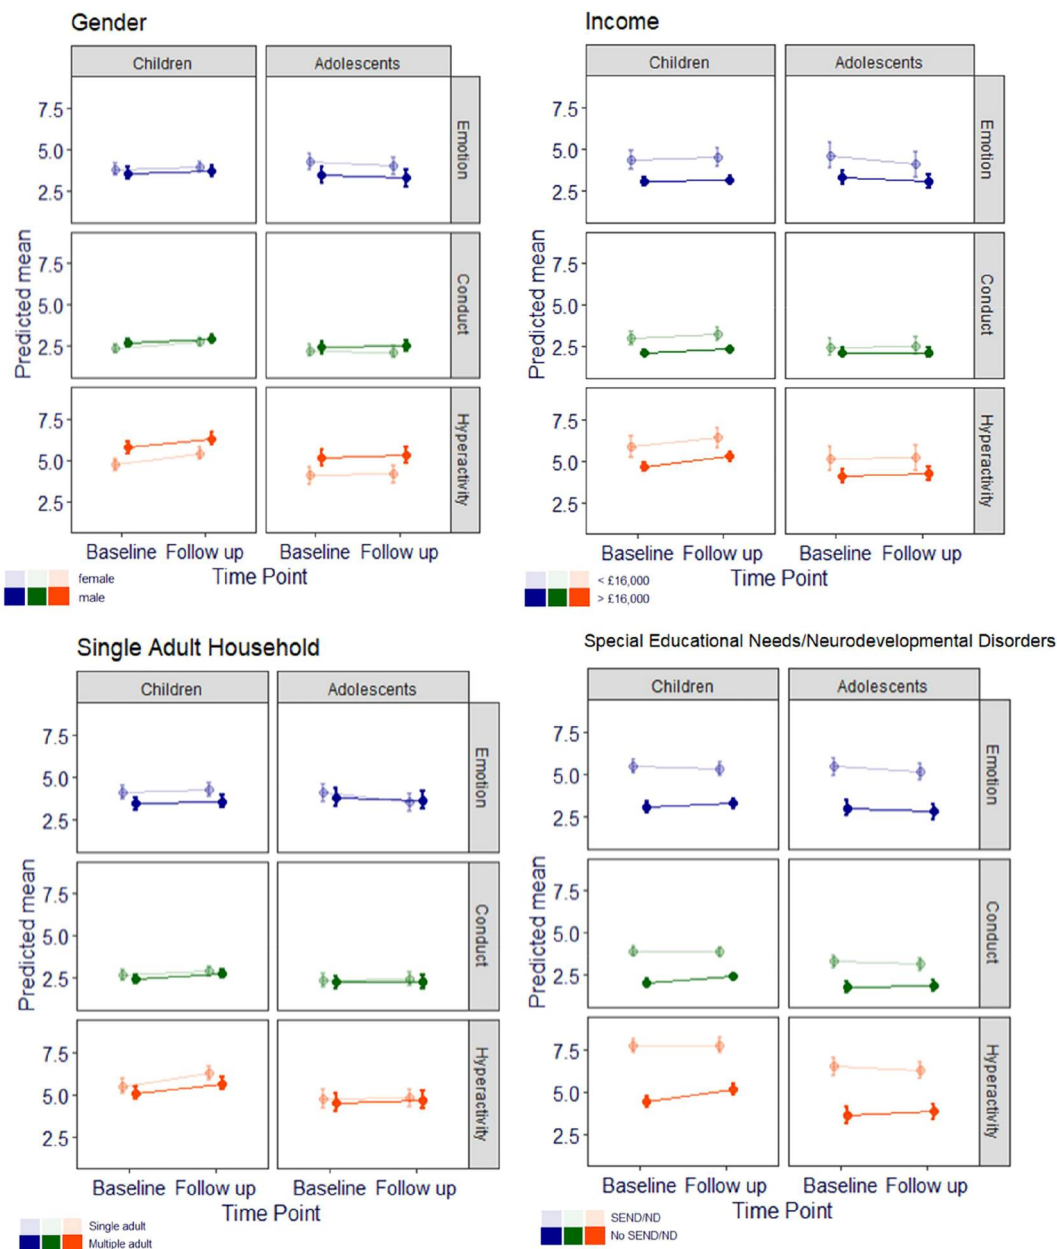 Gender
Children Adolescents
7.5
5.0
2.5
Emotion
7.5
5.0
2.5
Conduct
7.5
5.0
2.5
Hyperactivity
Predicted mean
Baseline Follow up Baseline Follow up
Time Point
female
male
Income
Children Adolescents
7.5
5.0
2.5
Emotion
7.5
5.0
2.5
Conduct
7.5
5.0
2.5
Hyperactivity
Predicted mean
Baseline Follow up Baseline Follow up
Time Point
< £16,000
> £16,000
Single Adult Household
Children Adolescents
7.5
5.0
2.5
Emotion
7.5
5.0
2.5
Conduct
7.5
5.0
2.5
Hyperactivity
Predicted mean
Baseline Follow up Baseline Follow up
Time Point
Single adult
Multiple adult
Special Educational Needs/Neurodevelopmental Disorders
Children Adolescents
7.5
5.0
2.5
Emotion
7.5
5.0
2.5
Conduct
7.5
5.0
2.5
Hyperactivity
Predicted mean
Baseline Follow up Baseline Follow up
Time Point
SEND/ND
No SEND/ND